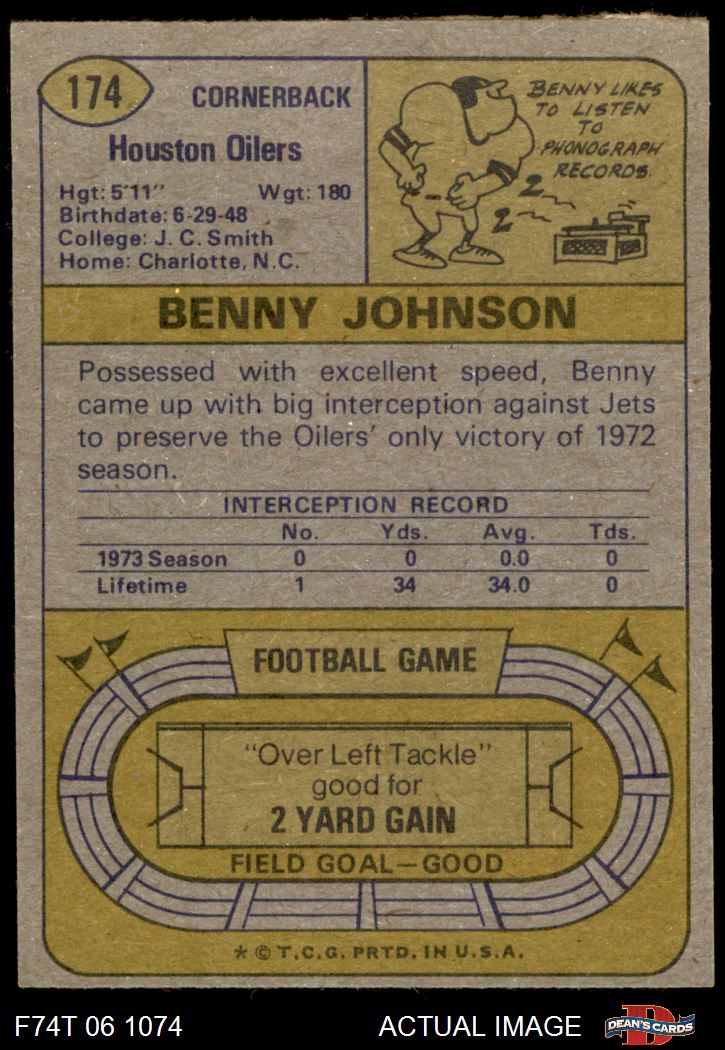 174
CORNERBACK
Houston Oilers
Hgt: 5'11" Wgt: 180
Birthdate: 6-29-48
College: J. C. Smith
Home: Charlotte, N.C.
BENNY LIKES
TO LISTEN
TO
PHONOGRAPH
RECORDS.
2
2
BENNY JOHNSON
Possessed with excellent speed, Benny
came up with big interception against Jets
to preserve the Oilers' only victory of 1972
season.
INTERCEPTION RECORD
No. Yds. Avg. Tds.
1973 Season 0 0 0.0 0
Lifetime 1 34 34.0 0
FOOTBALL GAME
"Over Left Tackle"
good for
2 YARD GAIN
FIELD GOAL—GOOD
* © T.C.G. PRTD. IN U.S.A.
F74T 06 1074 ACTUAL IMAGE
D
DEAN'S CARDS